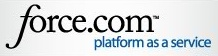 force.com™
platform as a service